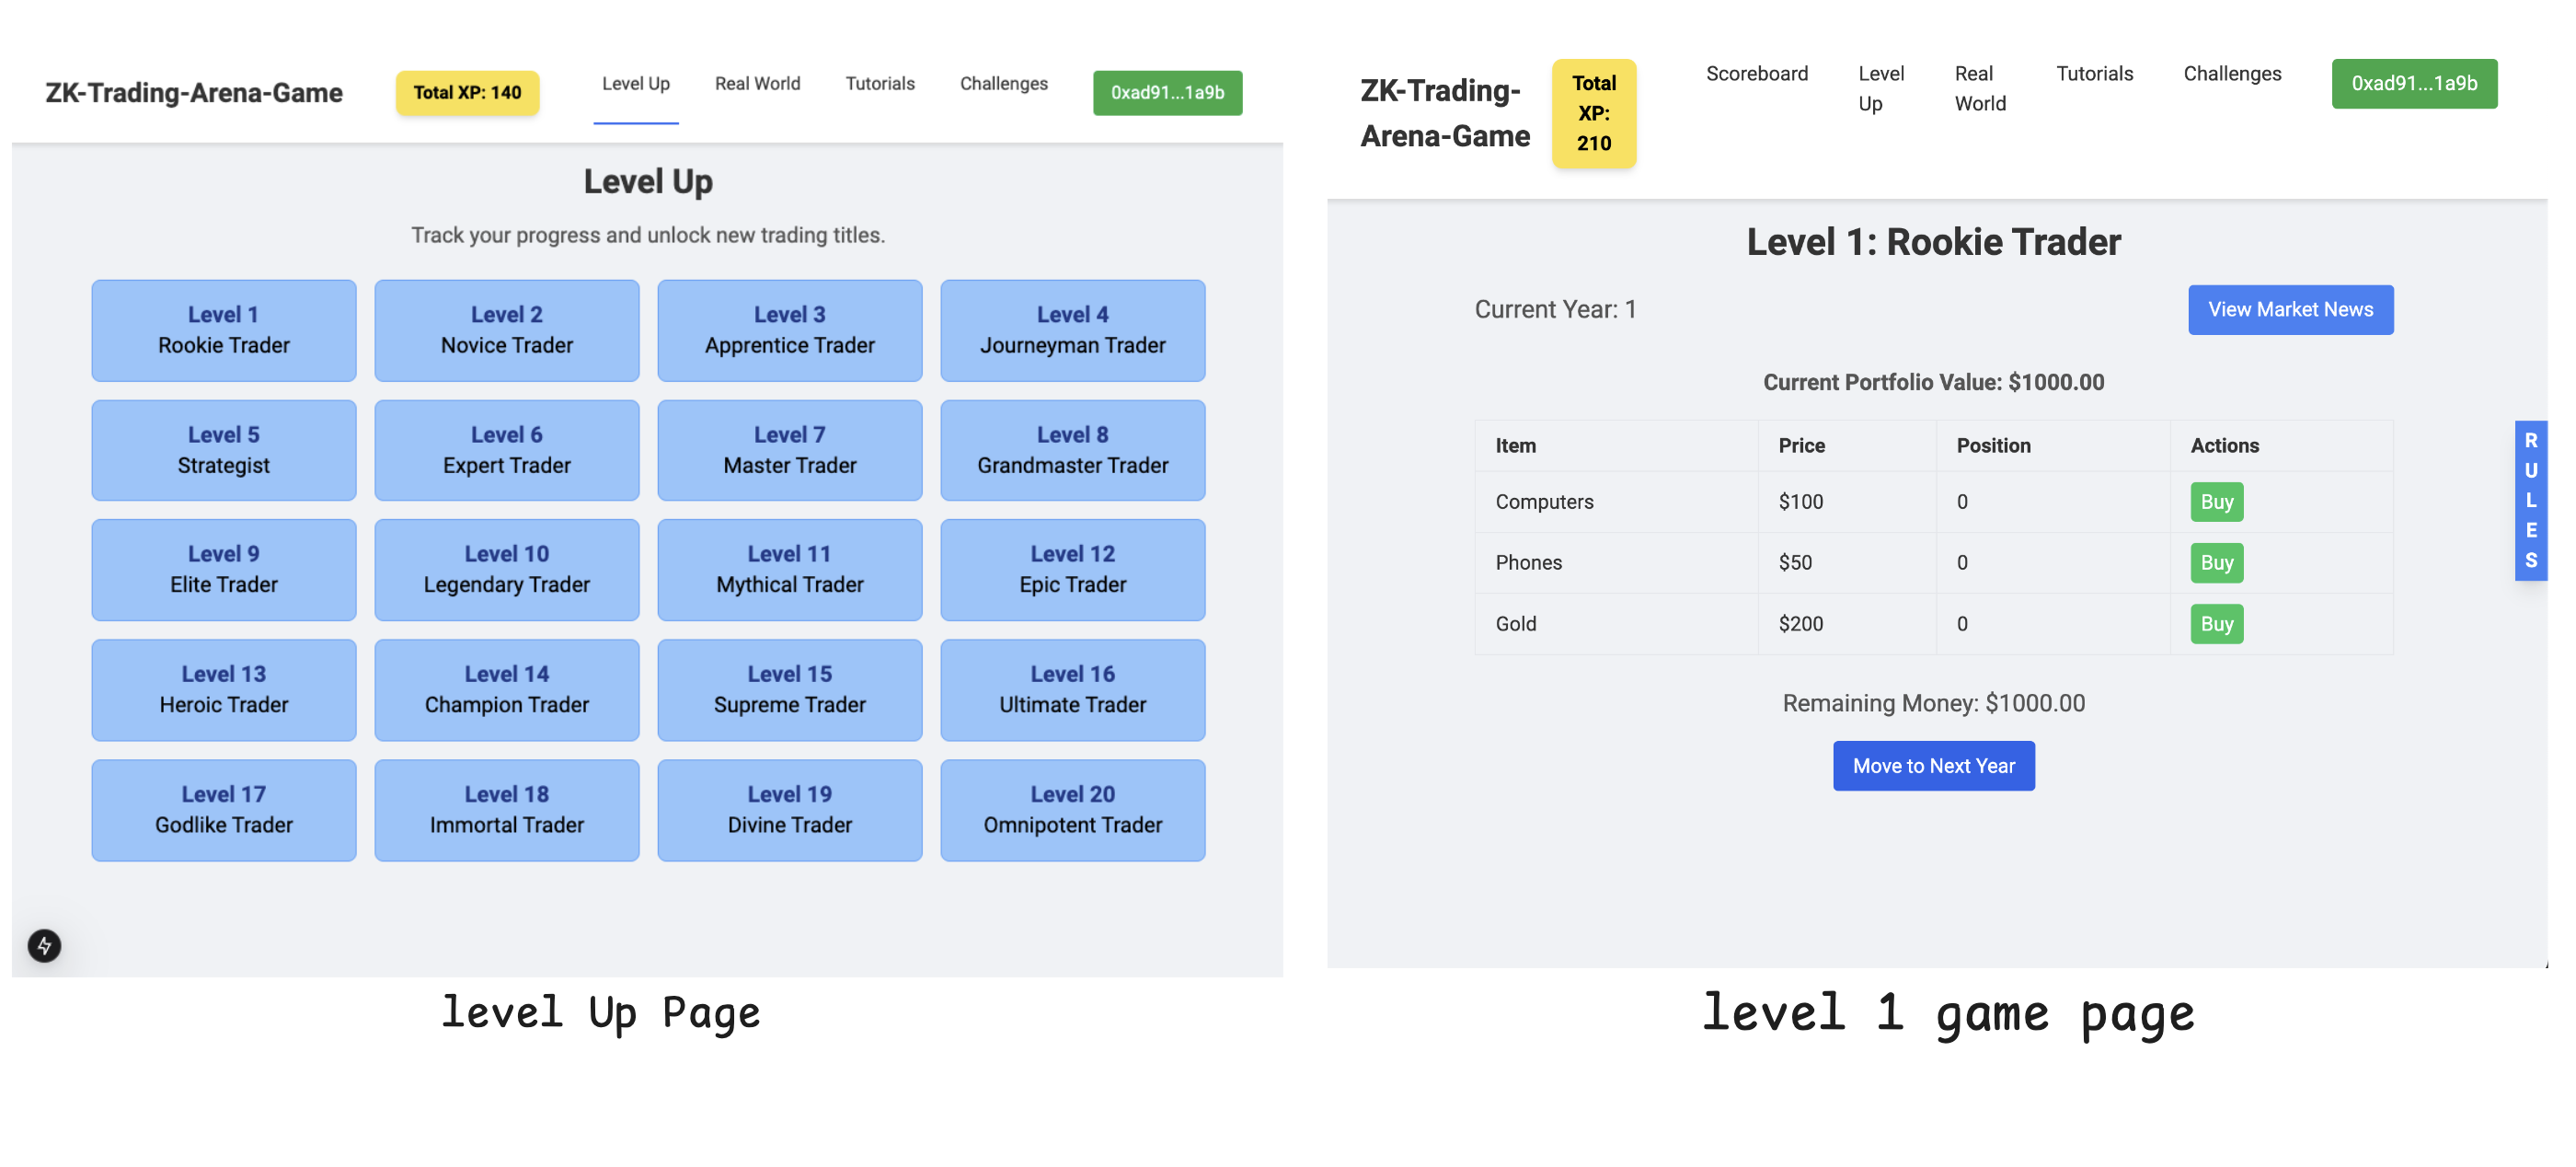 ZK-Trading-Arena-Game
Total XP: 140
Level Up
Real World
Tutorials
Challenges
0xad91...1a9b
Level Up
Track your progress and unlock new trading titles.
Level 1
Rookie Trader
Level 2
Novice Trader
Level 3
Apprentice Trader
Level 4
Journeyman Trader
Level 5
Strategist
Level 6
Expert Trader
Level 7
Master Trader
Level 8
Grandmaster Trader
Level 9
Elite Trader
Level 10
Legendary Trader
Level 11
Mythical Trader
Level 12
Epic Trader
Level 13
Heroic Trader
Level 14
Champion Trader
Level 15
Supreme Trader
Level 16
Ultimate Trader
Level 17
Godlike Trader
Level 18
Immortal Trader
Level 19
Divine Trader
Level 20
Omnipotent Trader
level Up Page
ZK-Trading-
Arena-Game
Total
XP:
210
Scoreboard
Level
Up
Real
World
Tutorials
Challenges
0xad91...1a9b
Level 1: Rookie Trader
Current Year: 1
View Market News
Current Portfolio Value: $1000.00
Item Price Position Actions
Computers $100 0 Buy
Phones $50 0 Buy
Gold $200 0 Buy
Remaining Money: $1000.00
Move to Next Year
R
U
L
E
S
level 1 game page